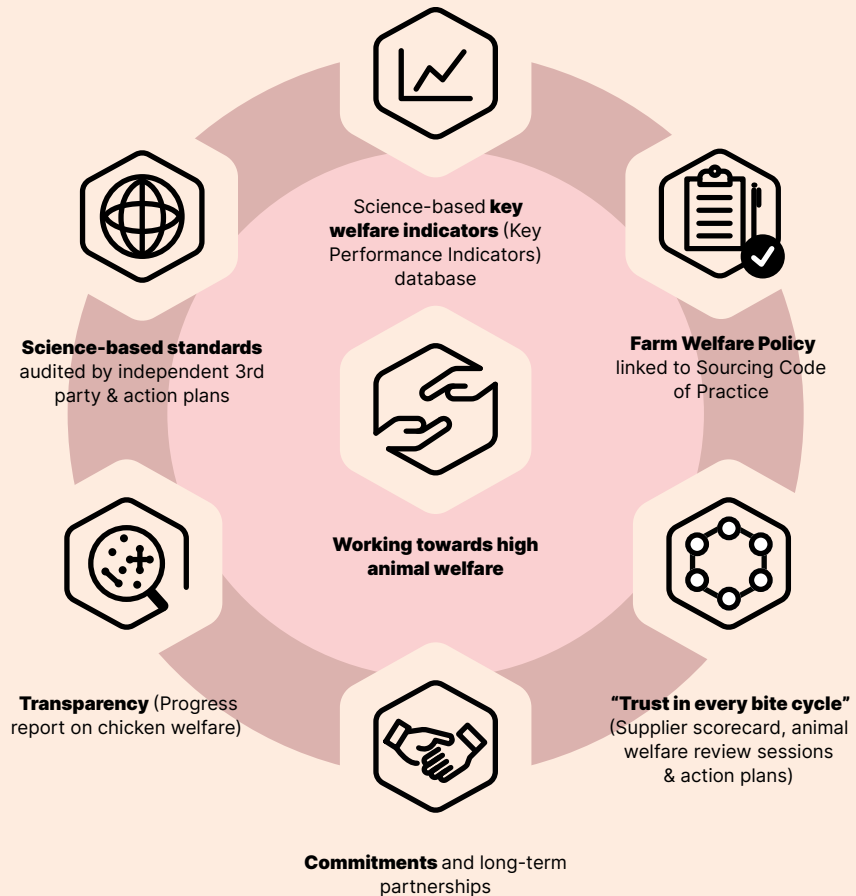 Science-based key
welfare indicators (Key
Performance Indicators)
database
Science-based standards
audited by independent 3rd
party & action plans
Farm Welfare Policy
linked to Sourcing Code
of Practice
Working towards high
animal welfare
Transparency (Progress
report on chicken welfare)
“Trust in every bite cycle”
(Supplier scorecard, animal
welfare review sessions
& action plans)
Commitments and long-term
partnerships